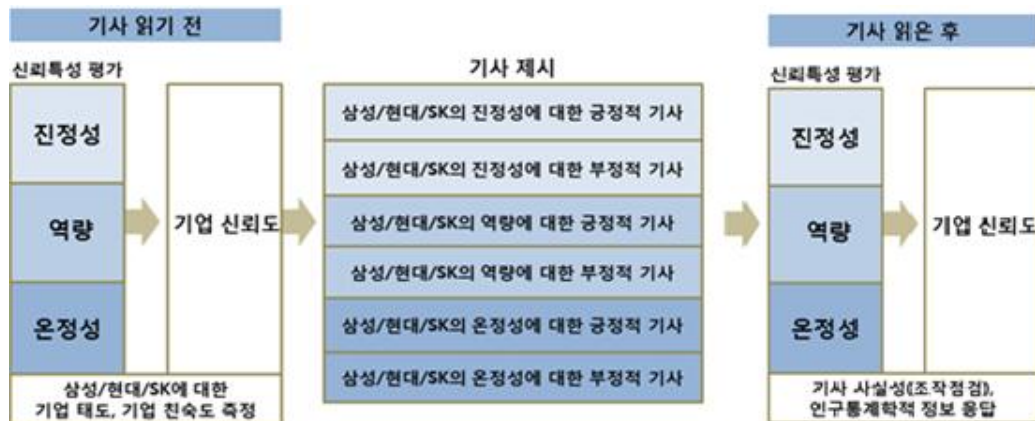 기사 읽기 전
신뢰특성 평가
진정성
역량
온정성
기업 신뢰도
삼성/현대/SK에 대한
기업 태도, 기업 친숙도 측정
기사 제시
삼성/현대/SK의 진정성에 대한 긍정적 기사
삼성/현대/SK의 진정성에 대한 부정적 기사
삼성/현대/SK의 역량에 대한 긍정적 기사
삼성/현대/SK의 역량에 대한 부정적 기사
삼성/현대/SK의 온정성에 대한 긍정적 기사
삼성/현대/SK의 온정성에 대한 부정적 기사
기사 읽은 후
신뢰특성 평가
진정성
역량
온정성
기업 신뢰도
기사 사실성(조작점검),
인구통계학적 정보 응답